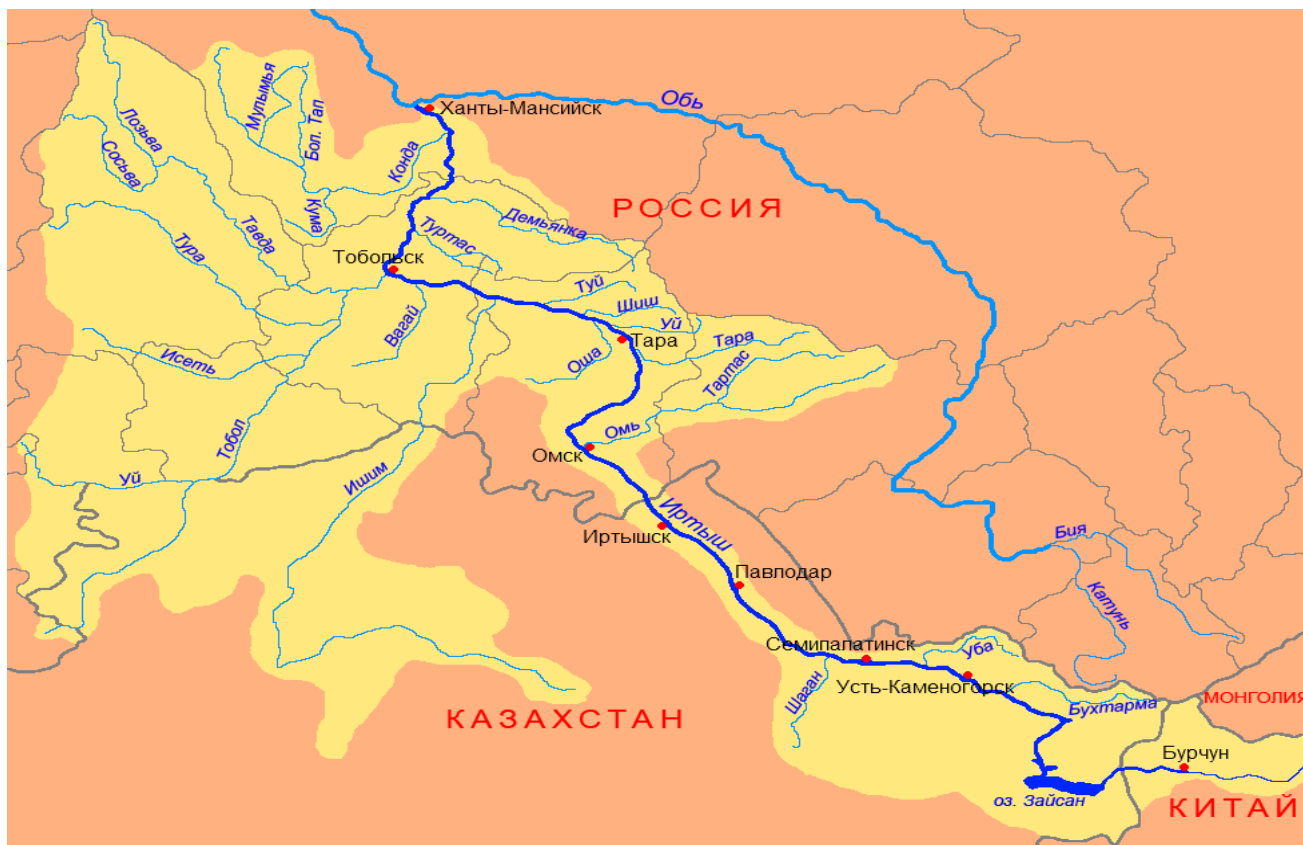 Обь
Ханты-Мансийск
Мулымья
Лозьва
Бол. Тап
Сосьва
Конда
РОССИЯ
Кума
Демьянка
Тавда
Туртас
Тура
Тобольск
Туй
Шиш
Уй
Тара
Тара
Вагай
Оша
Исеть
Тартас
Омь
Тобол
Омск
Уй
Ишим
Иртыш
Иртышск
Бия
Павлодар
Катунь
Семипалатинск
Уба
Усть-Каменогорск
Шаган
МОНГОЛИЯ
Бухтарма
КАЗАХСТАН
Бурчун
оз. Зайсан
КИТАЙ